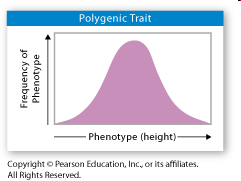 Polygenic Trait
Frequency of
Phenotype
Phenotype (height)
Copyright © Pearson Education, Inc., or its affiliates.
All Rights Reserved.